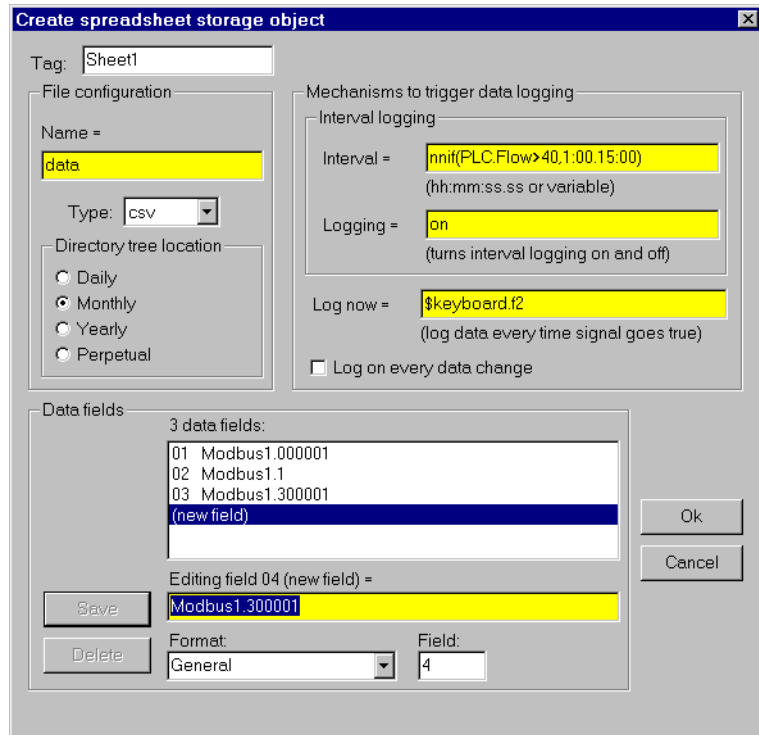 Create spreadsheet storage object
Tag: Sheet1
File configuration
Name =
data
Type: csv
Directory tree location
Daily
Monthly
Yearly
Perpetual
Mechanisms to trigger data logging
Interval logging
Interval = nnif(PLC.Flow>40,1:00.15:00)
(hh:mm:ss.ss or variable)
Logging = on
(turns interval logging on and off)
Log now = $keyboard.f2
(log data every time signal goes true)
Log on every data change
Data fields
3 data fields:
01 Modbus1.000001
02 Modbus1.1
03 Modbus1.300001
(new field)
Editing field 04 (new field) =
Modbus1.300001
Save
Delete
Format:
General
Field:
4
Ok
Cancel